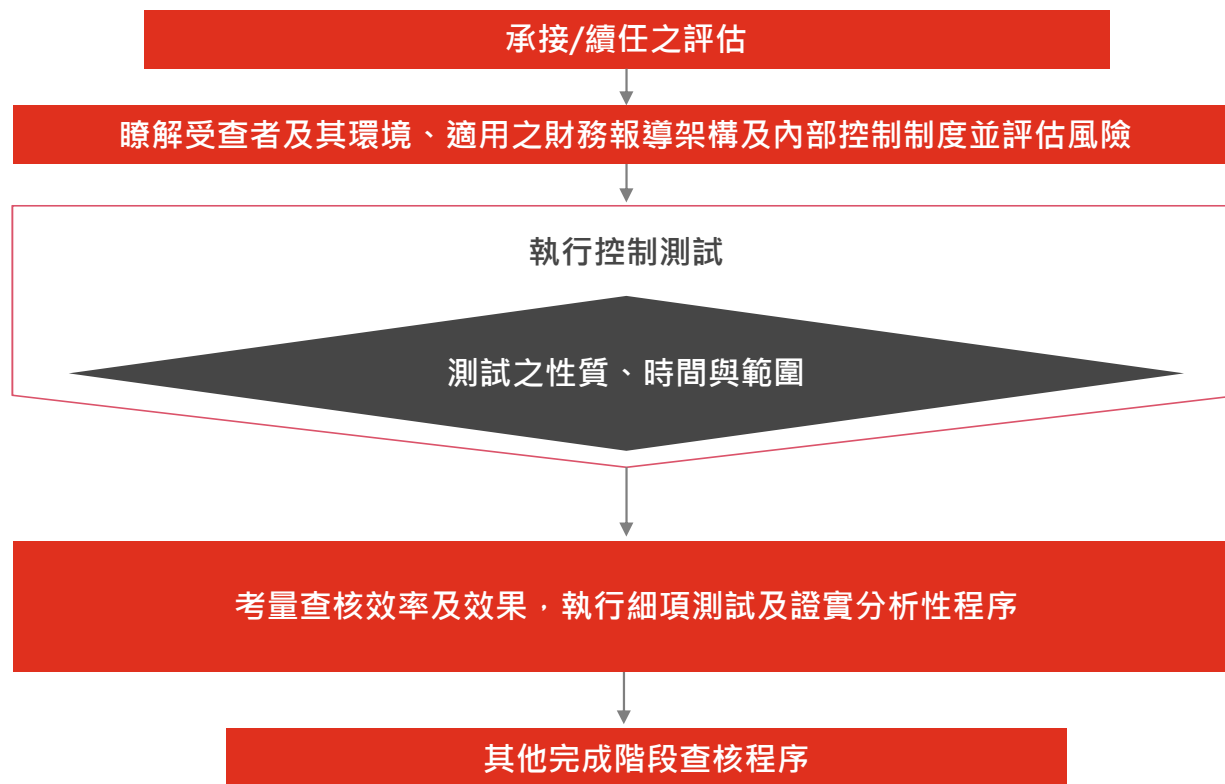 承接/續任之評估
瞭解受查者及其環境、適用之財務報導架構及內部控制制度並評估風險
執行控制測試
測試之性質、時間與範圍
考量查核效率及效果，執行細項測試及證實分析性程序
其他完成階段查核程序